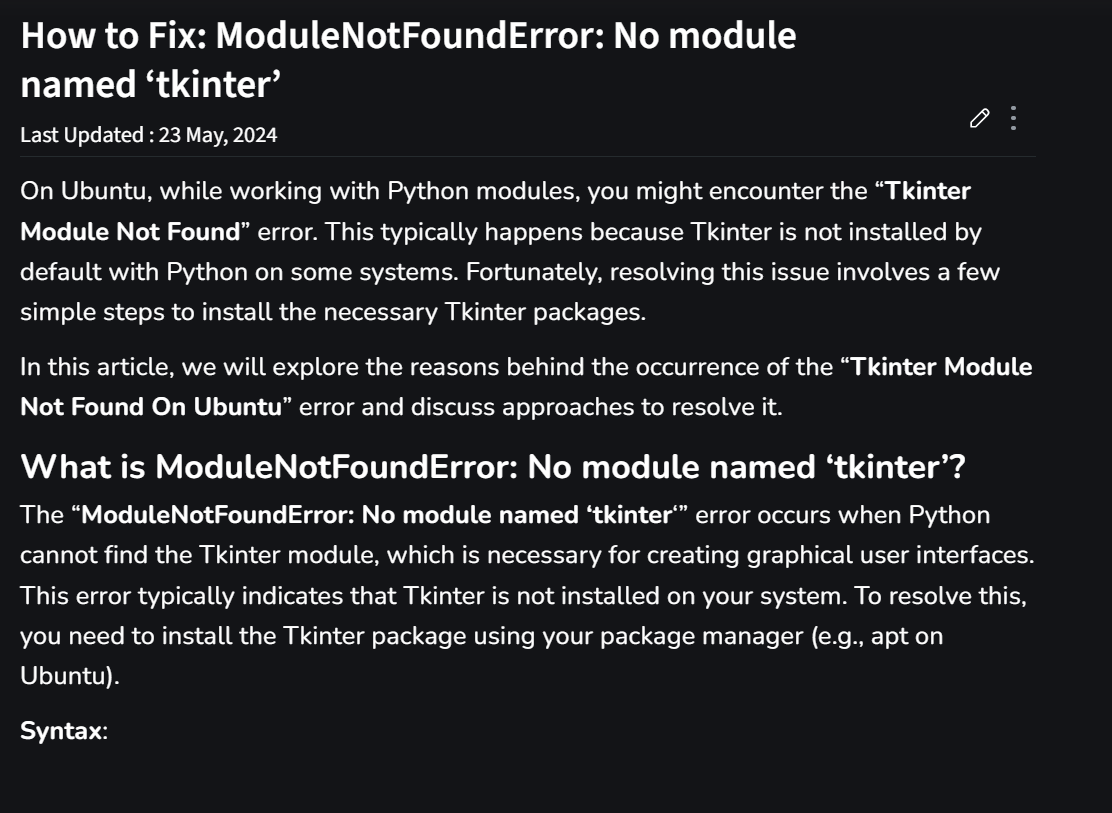 How to Fix: ModuleNotFoundError: No module
named ‘tkinter’
Last Updated : 23 May, 2024
On Ubuntu, while working with Python modules, you might encounter the “Tkinter
Module Not Found” error. This typically happens because Tkinter is not installed by
default with Python on some systems. Fortunately, resolving this issue involves a few
simple steps to install the necessary Tkinter packages.
In this article, we will explore the reasons behind the occurrence of the “Tkinter Module
Not Found On Ubuntu” error and discuss approaches to resolve it.
What is ModuleNotFoundError: No module named ‘tkinter’?
The “ModuleNotFoundError: No module named ‘tkinter‘” error occurs when Python
cannot find the Tkinter module, which is necessary for creating graphical user interfaces.
This error typically indicates that Tkinter is not installed on your system. To resolve this,
you need to install the Tkinter package using your package manager (e.g., apt on
Ubuntu).
Syntax: